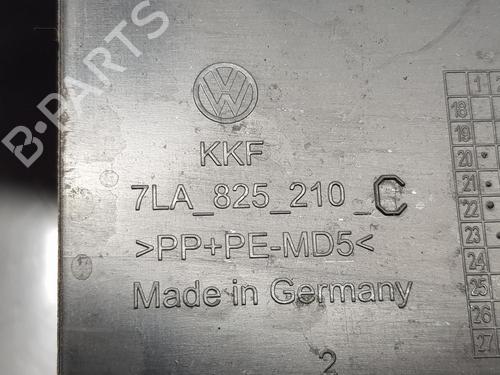 B-PARTS
KKF
7LA_825_210_C
>PP+PE-MD5<
Made in Germany
2
1
18
19
20
21
22
23
24
25
26
27